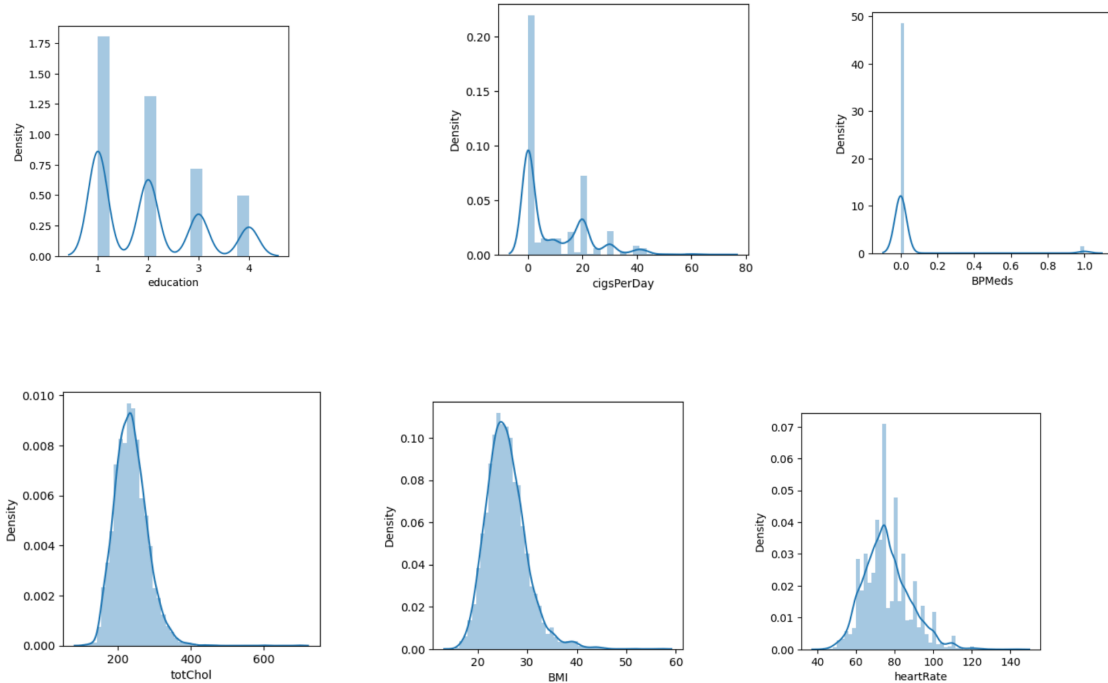 Density
1.75
1.50
1.25
1.00
0.75
0.50
0.25
0.00
1 2 3 4
education
Density
0.20
0.15
0.10
0.05
0.00
0 20 40 60 80
cigsPerDay
Density
50
40
30
20
10
0
0.0 0.2 0.4 0.6 0.8 1.0
BPMeds
Density
0.010
0.008
0.006
0.004
0.002
0.000
200 400 600
totChol
Density
0.10
0.08
0.06
0.04
0.02
0.00
20 30 40 50 60
BMI
Density
0.07
0.06
0.05
0.04
0.03
0.02
0.01
0.00
40 60 80 100 120 140
heartRate